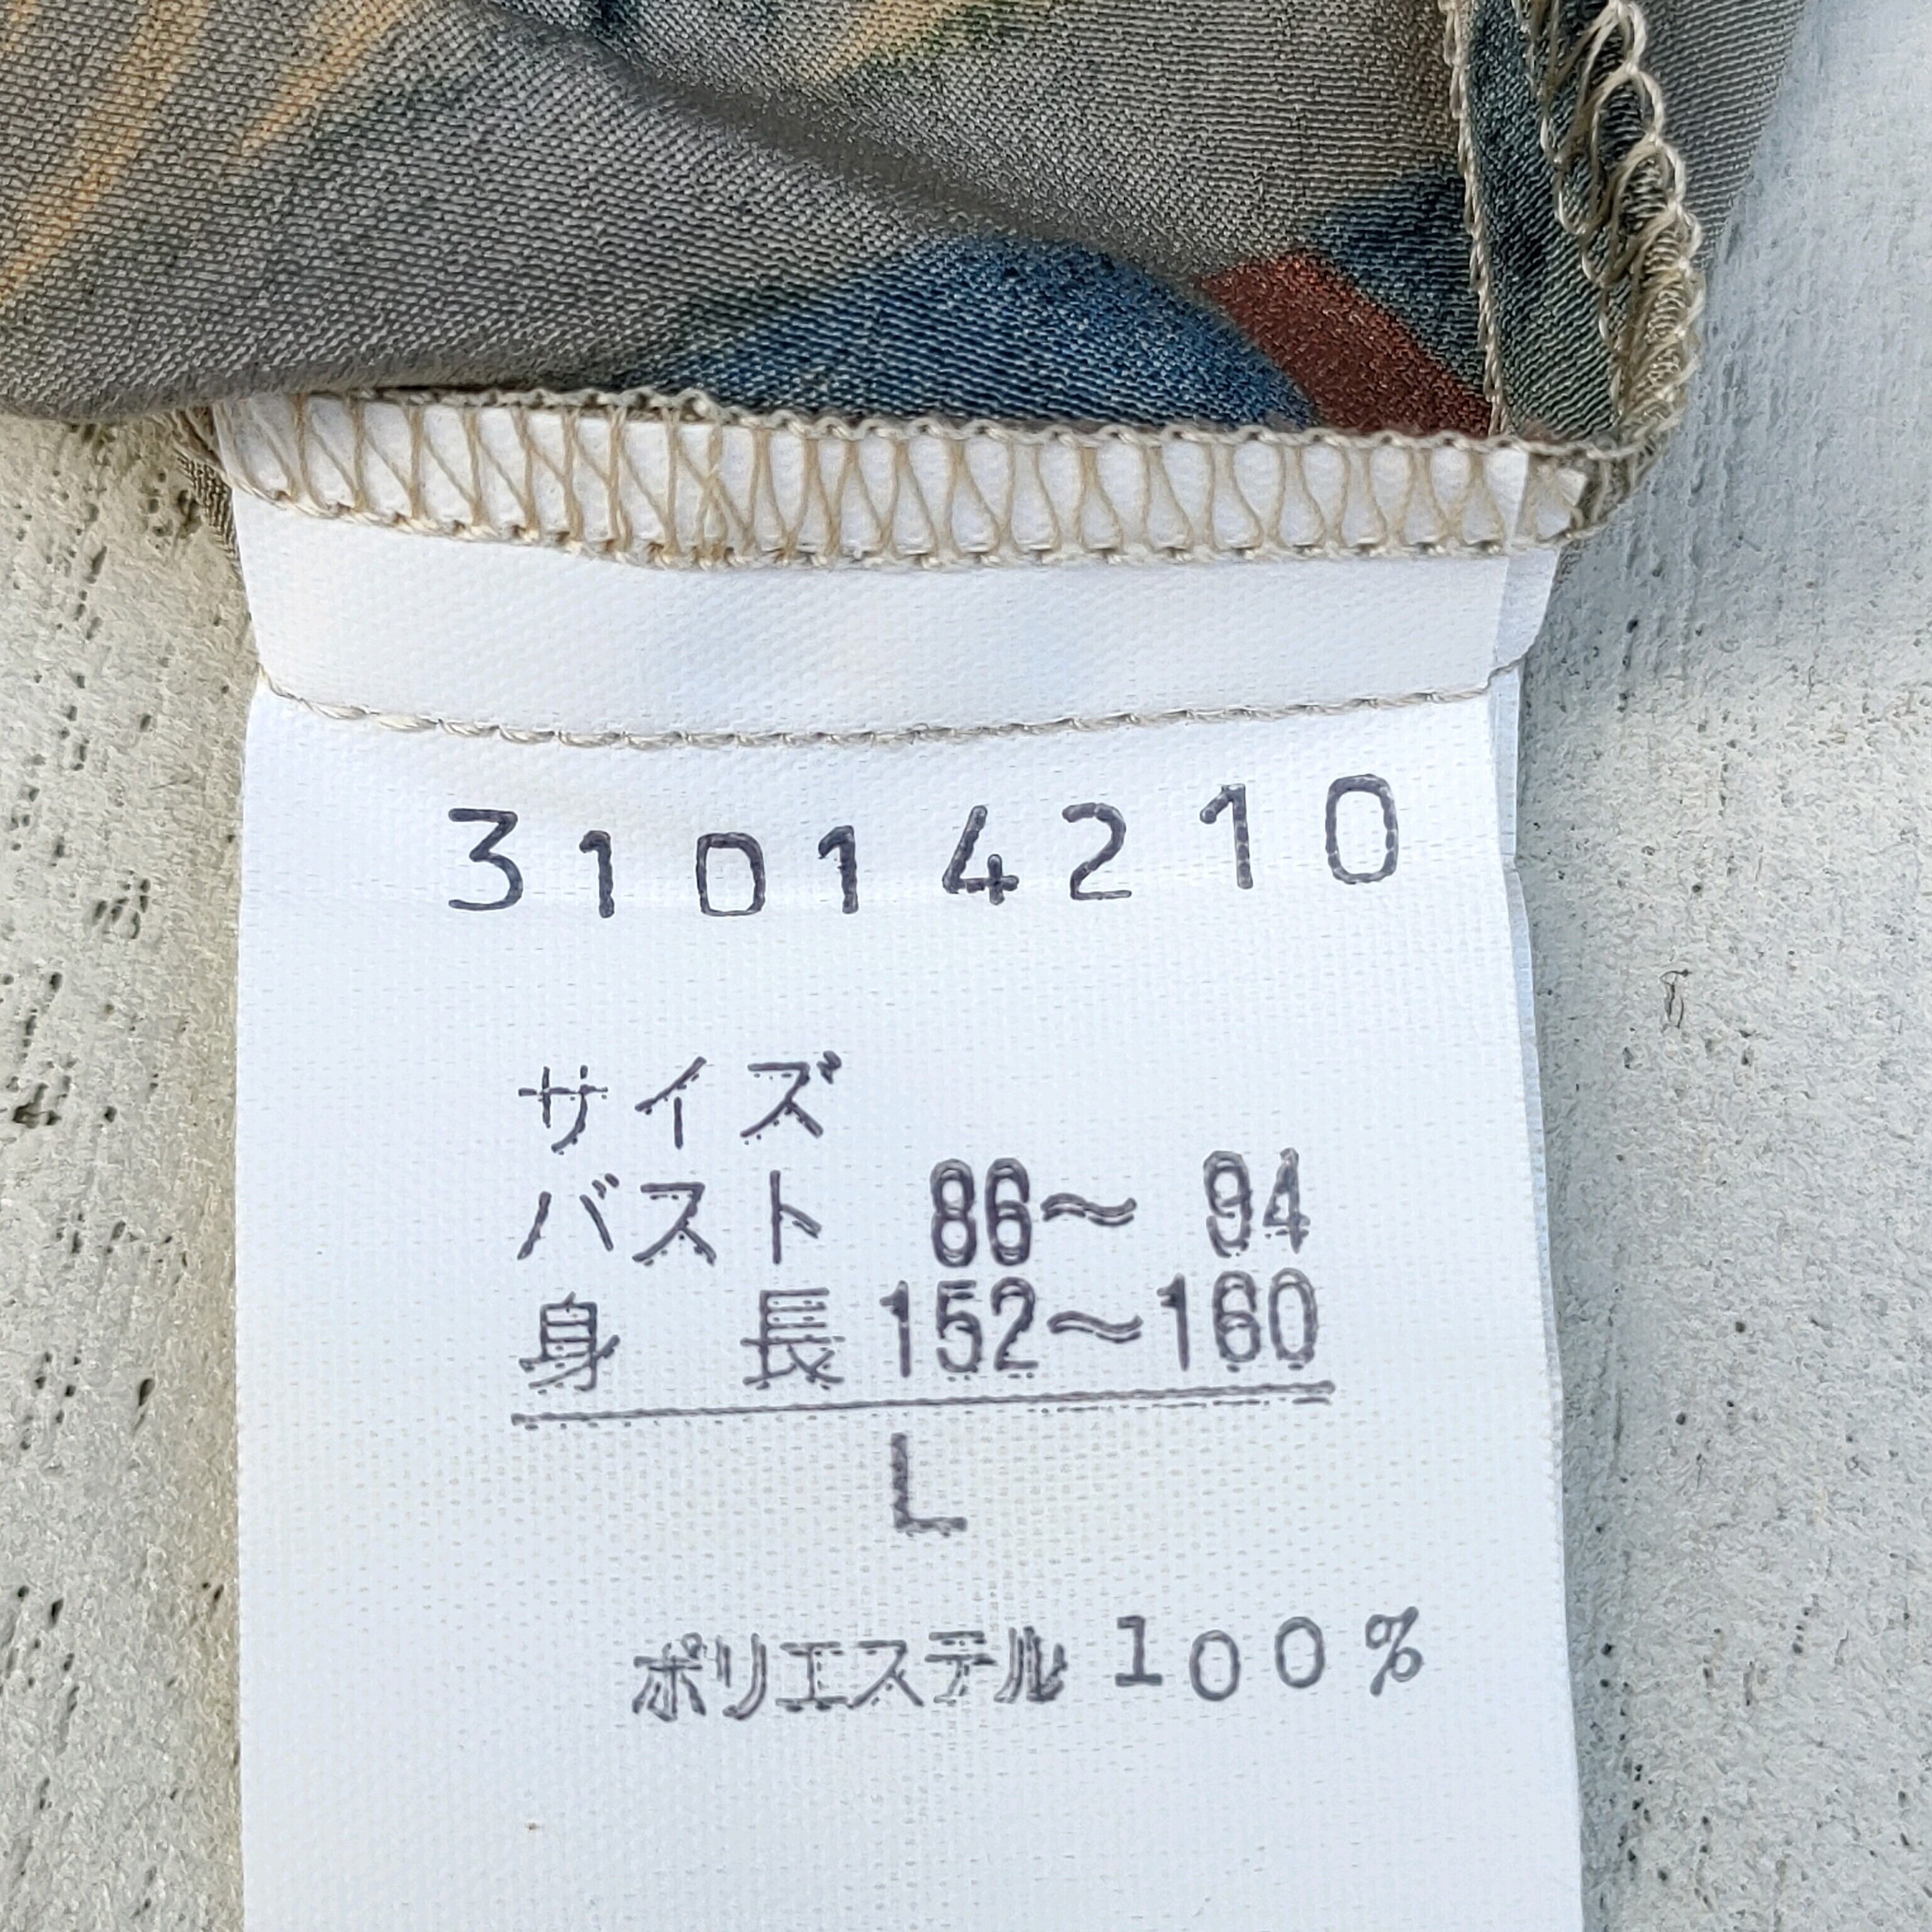 31014210
サイズ
バスト 86〜 94
身 長 152〜160
L
ポリエステル 100%